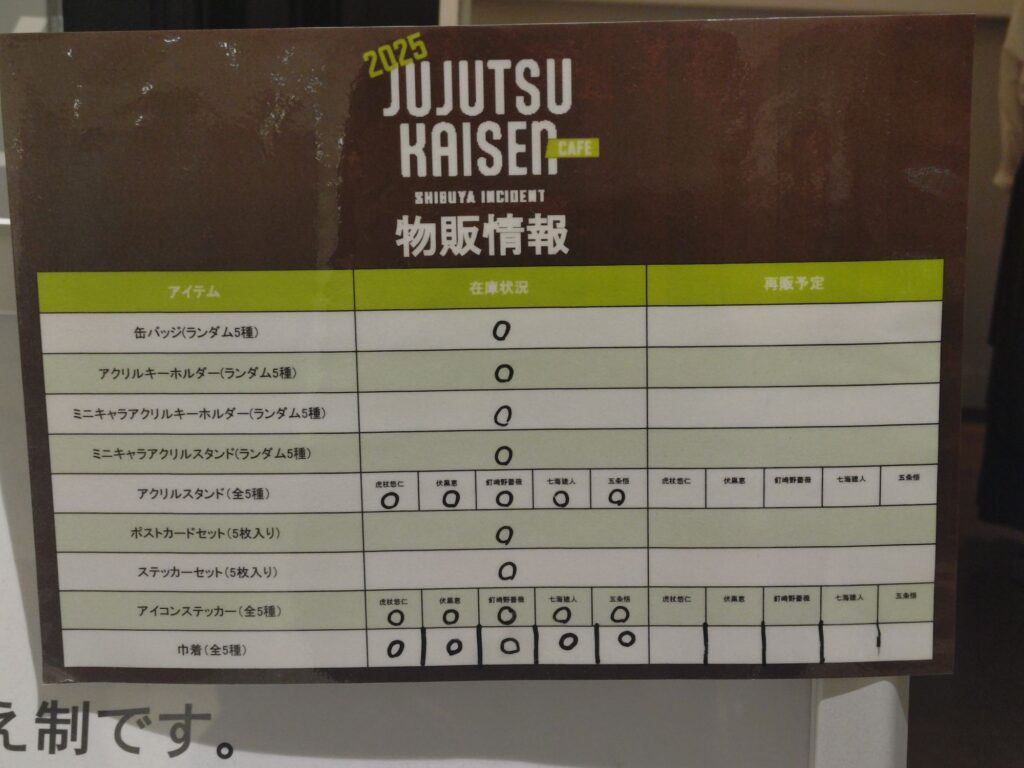 2025
JUJUTSU
KAISEN
CAFE
SHIBUYA INCIDENT
物販情報
アイテム 在庫状況 再販予定
缶バッジ(ランダム5種) ○
アクリルキーホルダー(ランダム5種) ○
ミニキャラアクリルキーホルダー(ランダム5種) ○
ミニキャラアクリルスタンド(ランダム5種) ○
虎杖悠仁 伏黒恵 釘崎野薔薇 七海建人 五条悟 虎杖悠仁 伏黒恵 釘崎野薔薇 七海建人 五条悟
アクリルスタンド(全5種) ○ ○ ○ ○ ○
ポストカードセット(5枚入り) ○
ステッカーセット(5枚入り) ○
虎杖悠仁 伏黒恵 釘崎野薔薇 七海建人 五条悟 虎杖悠仁 伏黒恵 釘崎野薔薇 七海建人 五条悟
アイコンステッカー(全5種) ○ ○ ○ ○ ○
巾着(全5種) ○ ○ ○ ○ ○
え制です。